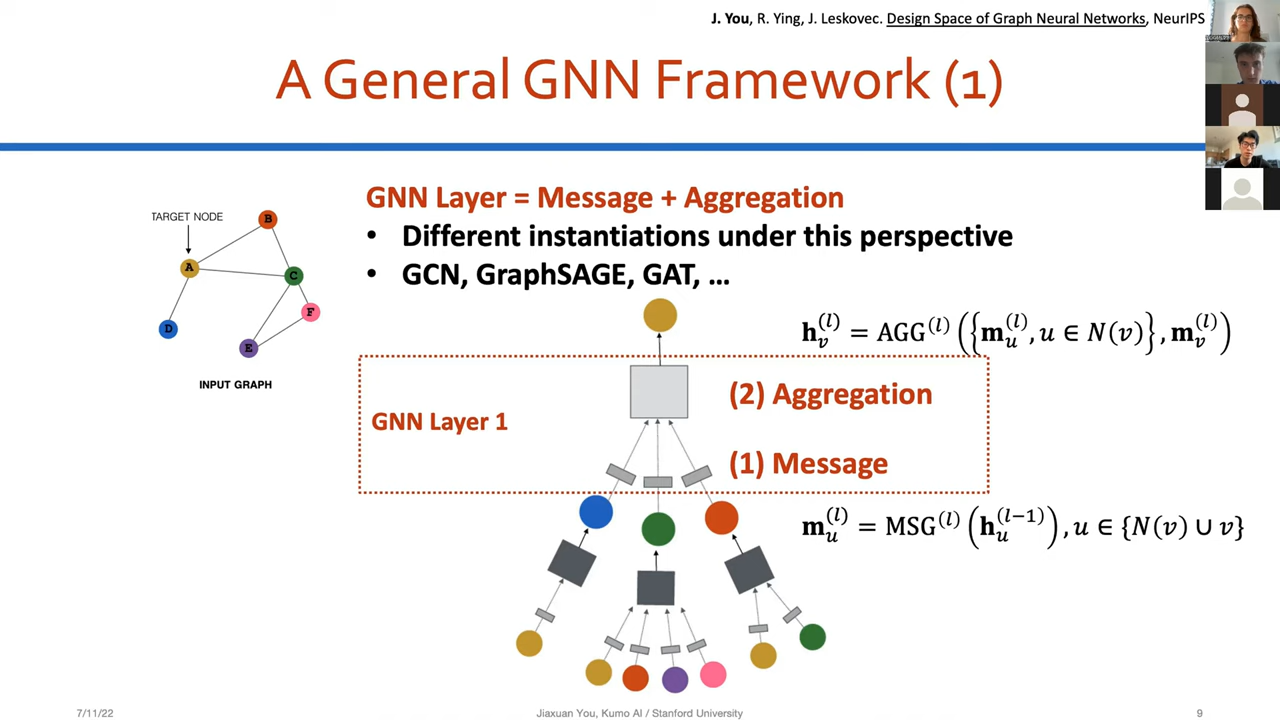 J. You, R. Ying, J. Leskovec. Design Space of Graph Neural Networks, NeurIPS
A General GNN Framework (1)
GNN Layer = Message + Aggregation
• Different instantiations under this perspective
• GCN, GraphSAGE, GAT, …
TARGET NODE
B
A
C
F
D
E
INPUT GRAPH
h_v^(l) = AGG^(l) ({m_u^(l), u ∈ N(v)}, m_v^(l))
(2) Aggregation
GNN Layer 1
(1) Message
m_u^(l) = MSG^(l) (h_u^(l−1)), u ∈ {N(v) ∪ v}
7/11/22
Jiaxuan You, Kumo AI / Stanford University
9